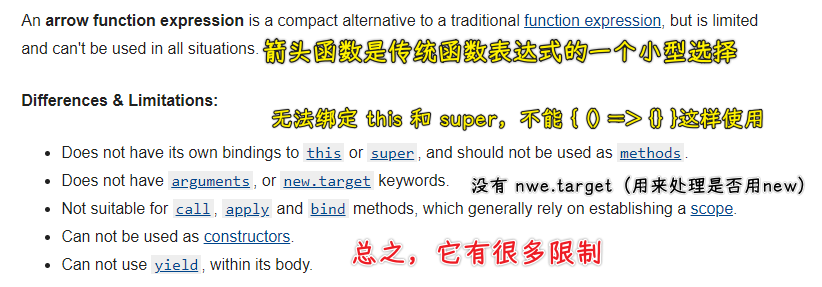 An arrow function expression is a compact alternative to a traditional function expression, but is limited
and can't be used in all situations. 箭头函数是传统函数表达式的一个小型选择
Differences & Limitations:
无法绑定 this 和 super，不能 { () => {} }这样使用
• Does not have its own bindings to this or super, and should not be used as methods.
• Does not have arguments, or new.target keywords. 没有 nwe.target（用来处理是否用new）
• Not suitable for call, apply and bind methods, which generally rely on establishing a scope.
• Can not be used as constructors.
总之，它有很多限制
• Can not use yield, within its body.